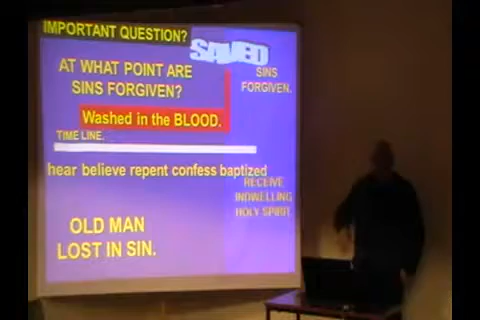 IMPORTANT QUESTION?
SAVED
AT WHAT POINT ARE
SINS FORGIVEN?
SINS
FORGIVEN.
Washed in the BLOOD.
TIME LINE.
hear believe repent confess baptized
RECEIVE
INDWELLING
HOLY SPIRIT
OLD MAN
LOST IN SIN.